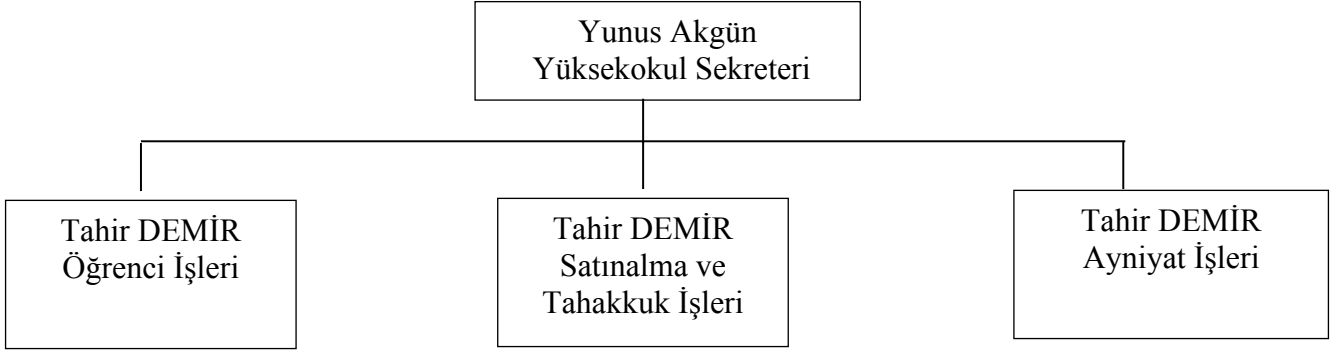 Yunus Akgün
Yüksekokul Sekreteri
Tahir DEMİR
Öğrenci İşleri
Tahir DEMİR
Satınalma ve
Tahakkuk İşleri
Tahir DEMİR
Ayniyat İşleri